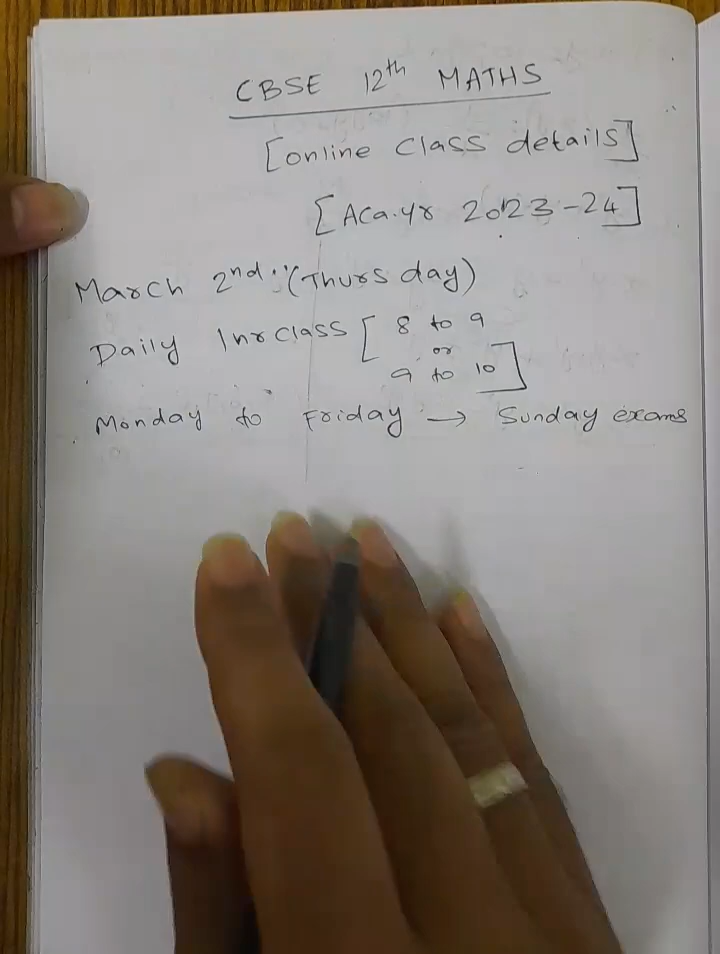 CBSE 12th MATHS
[online Class details]
[Aca.yr 2023-24]
March 2nd. (Thursday)
Daily 1hr class [ 8 to 9
or
9 to 10]
Monday to Friday → Sunday exams